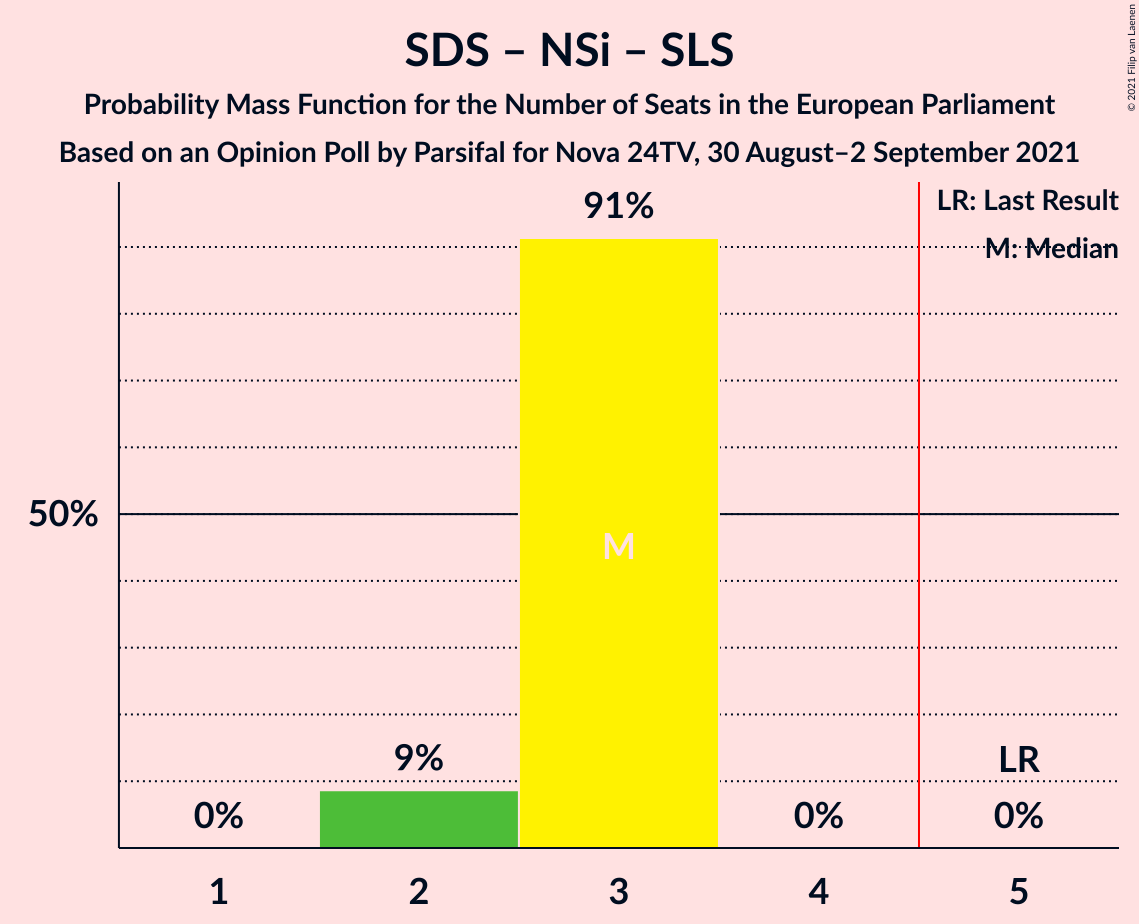 SDS – NSi – SLS
Probability Mass Function for the Number of Seats in the European Parliament
Based on an Opinion Poll by Parsifal for Nova 24TV, 30 August–2 September 2021
© 2021 Filip van Laenen
LR: Last Result
M: Median
91%
50%
M
9%
LR
0%
0%
0%
1
2
3
4
5